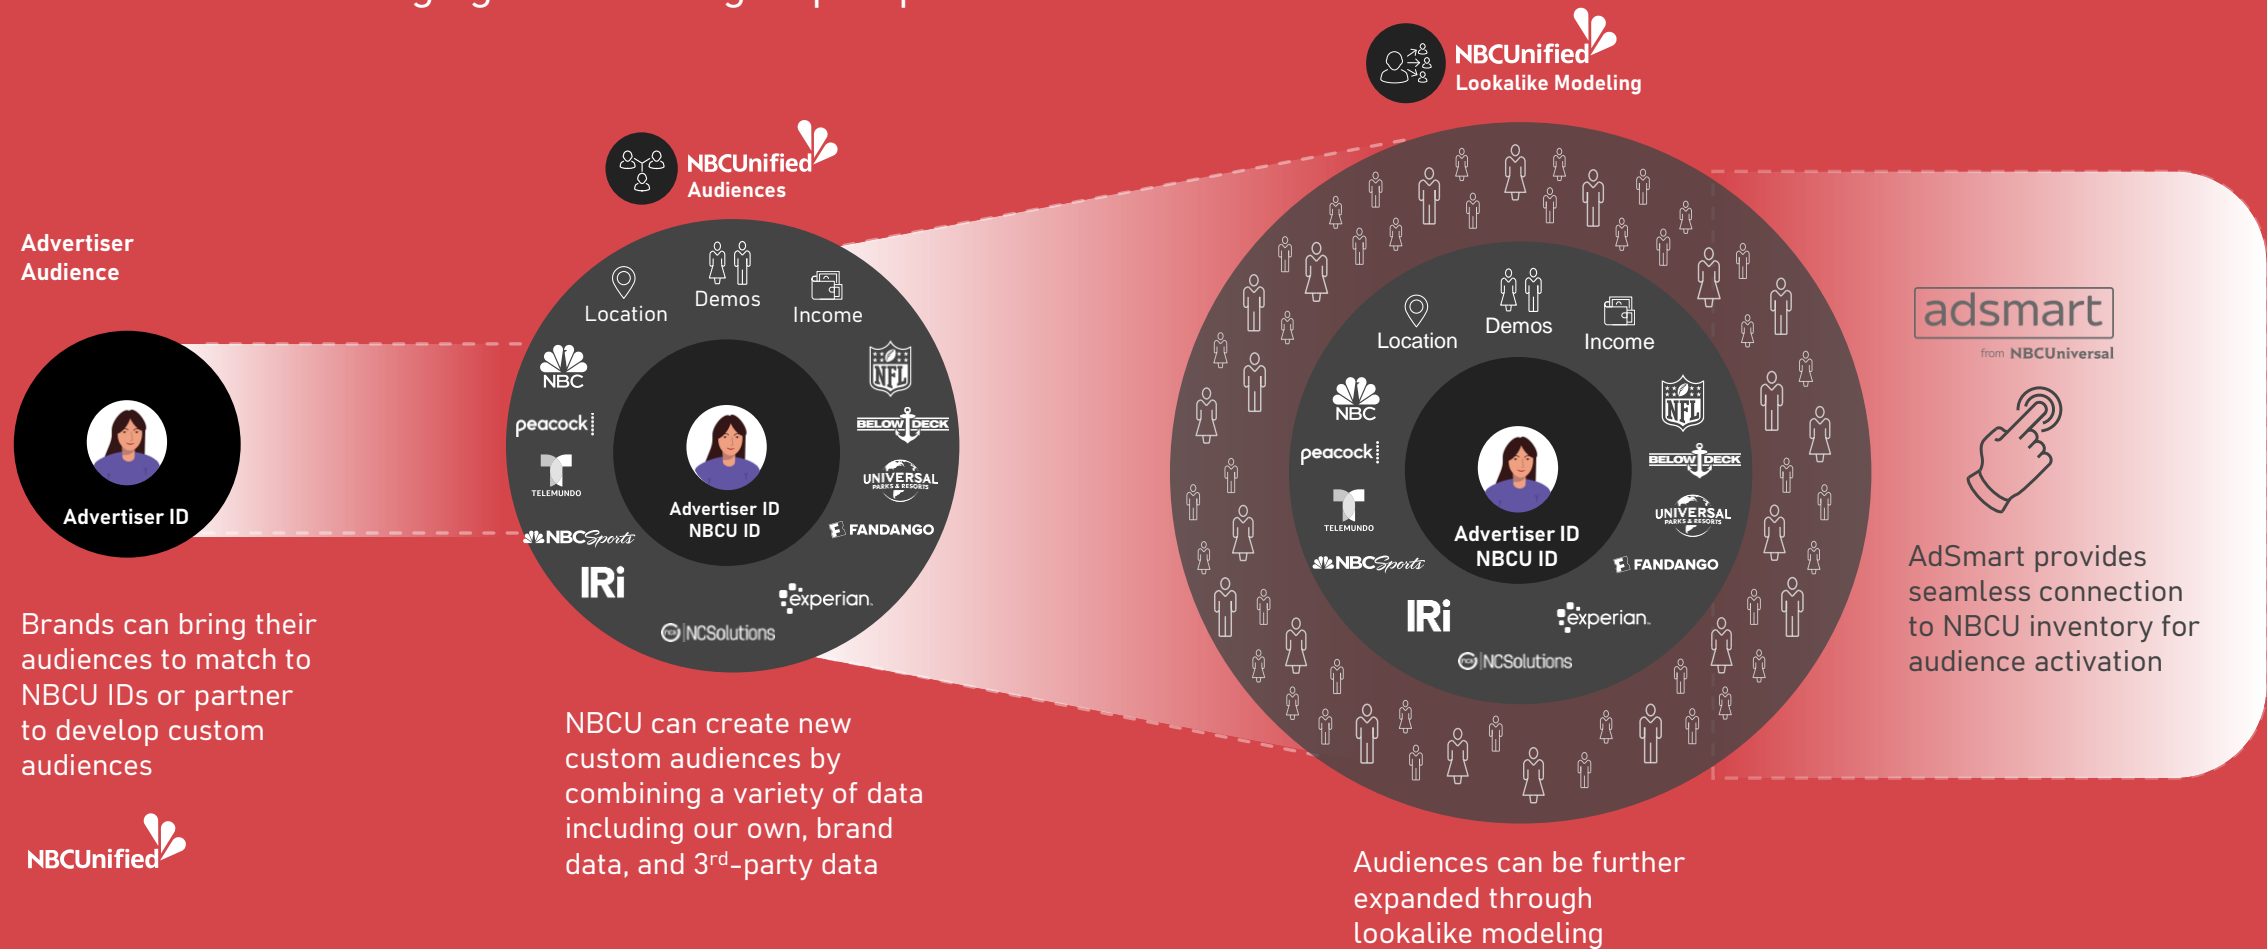 Advertiser
Audience
Advertiser ID
Brands can bring their
audiences to match to
NBCU IDs or partner
to develop custom
audiences
NBCUnified
NBCUnified
Audiences
Location
Demos
Income
NBC
peacock
TELEMUNDO
NBCSports
IRi
NCSolutions
experian.
FANDANGO
UNIVERSAL
PARKS & RESORTS
BELOW DECK
NFL
Advertiser ID
NBCU ID
NBCU can create new
custom audiences by
combining a variety of data
including our own, brand
data, and 3rd-party data
NBCUnified
Lookalike Modeling
Location
Demos
Income
NBC
peacock
TELEMUNDO
NBCSports
IRi
NCSolutions
experian.
FANDANGO
UNIVERSAL
PARKS & RESORTS
BELOW DECK
NFL
Advertiser ID
NBCU ID
Audiences can be further
expanded through
lookalike modeling
adsmart
from NBCUniversal
AdSmart provides
seamless connection
to NBCU inventory for
audience activation